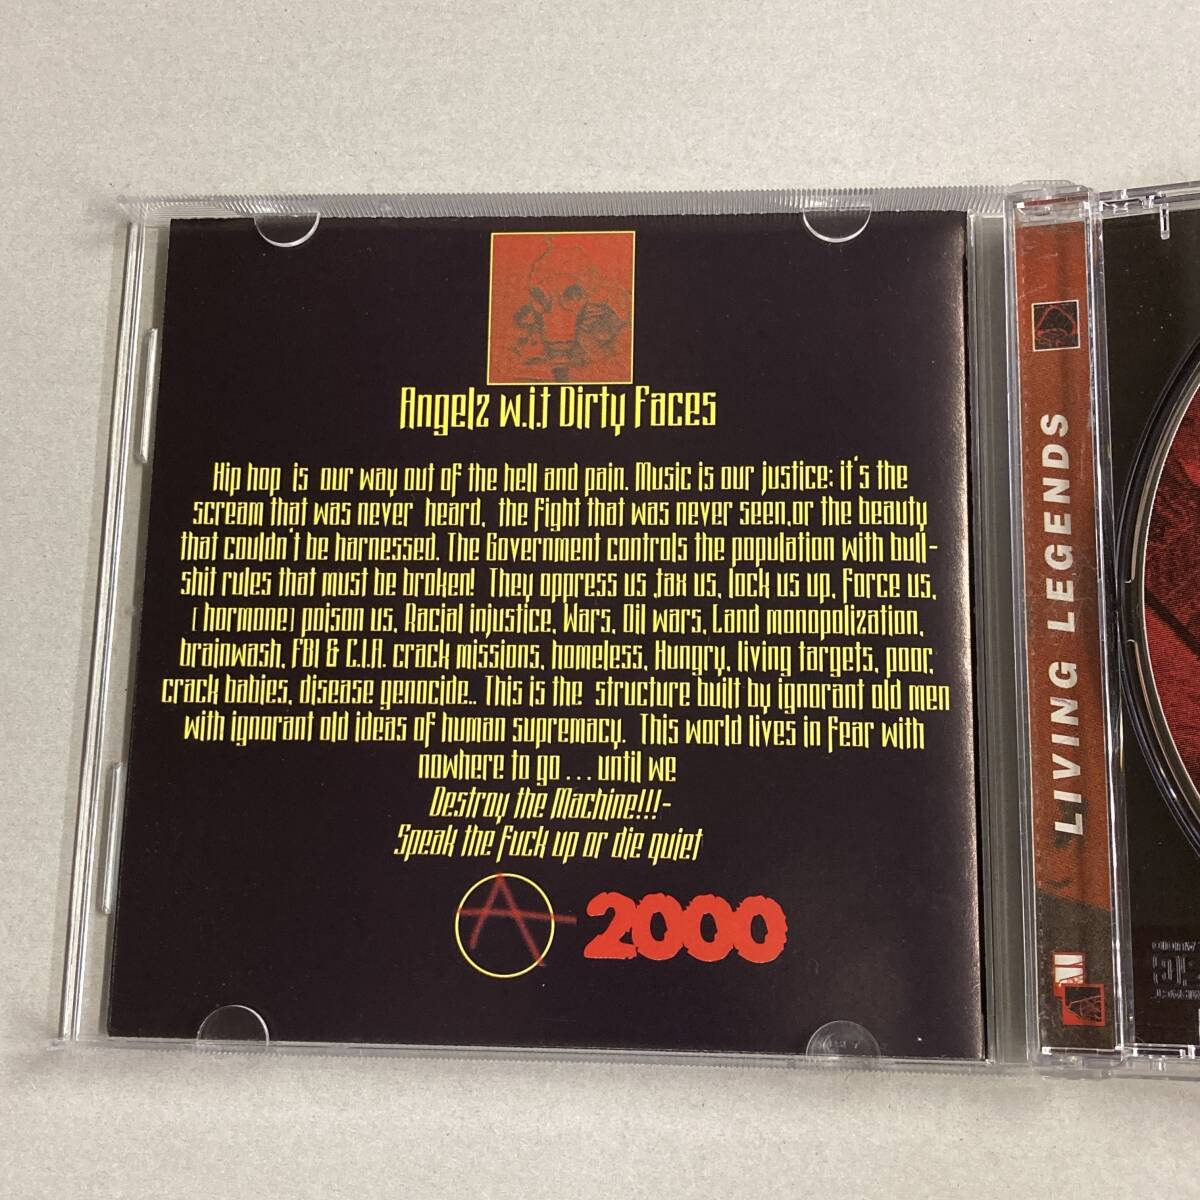 Angelz w.i.t Dirty Faces
Hip hop is our way out of the hell and pain. Music is our justice; it's the
scream that was never heard, the fight that was never seen,or the beauty
that couldn't be harnessed. The Government controls the population with bull-
shit rules that must be broken! They oppress us ,tax us, lock us up, force us,
(hormone) poison us, Racial injustice, Wars, Oil wars, Land monopolization,
brainwash, FBI & C.I.A. crack missions, homeless, Hungry, living targets, poor,
crack babies, disease genocide.. This is the structure built by ignorant old men
with ignorant old ideas of human supremacy. This world lives in fear with
nowhere to go ... until we
Destroy the Machine!!!-
Speak the fuck up or die quiet
A 2000
LIVING LEGENDS